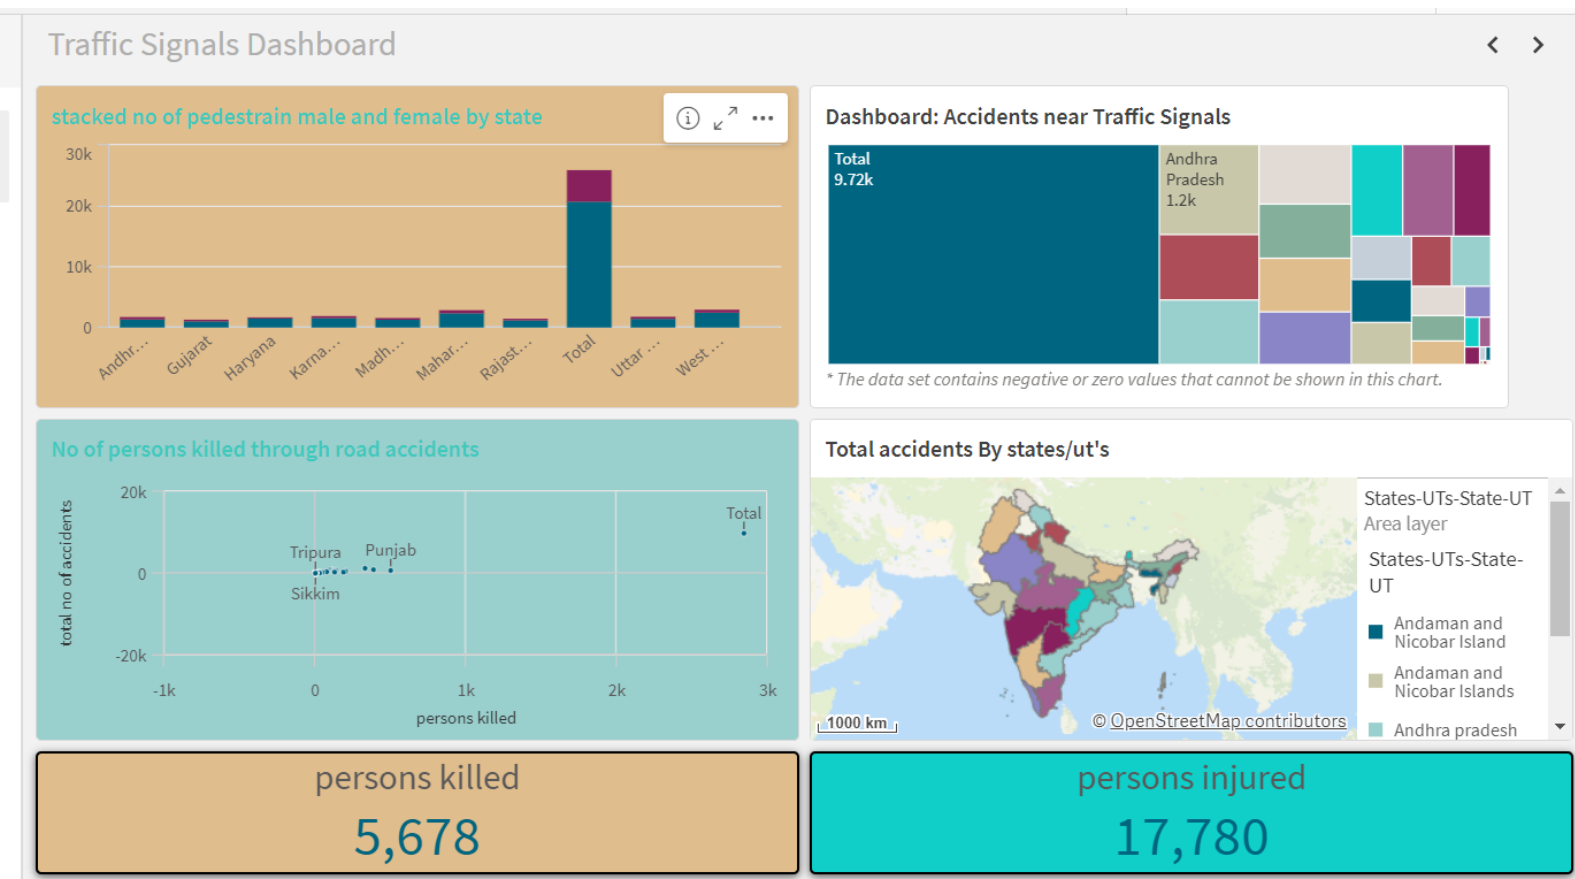 Traffic Signals Dashboard
stacked no of pedestrain male and female by state
30k
20k
10k
0
Andhr...
Gujarat
Haryana
Karna...
Madh...
Mahar...
Rajast...
Total
Uttar ...
West ...
Dashboard: Accidents near Traffic Signals
Total
9.72k
Andhra
Pradesh
1.2k
* The data set contains negative or zero values that cannot be shown in this chart.
No of persons killed through road accidents
total no of accidents
20k
0
-20k
Total
Tripura
Punjab
Sikkim
-1k
0
1k
2k
3k
persons killed
Total accidents By states/ut's
1000 km
© OpenStreetMap contributors
States-UTs-State-UT
Area layer
States-UTs-State-
UT
Andaman and
Nicobar Island
Andaman and
Nicobar Islands
Andhra pradesh
persons killed
5,678
persons injured
17,780